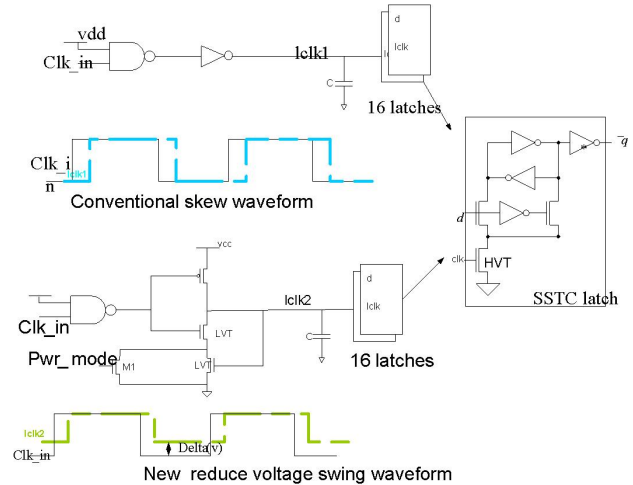 d
vdd
lclk
Clk_in
lclk1
C
16 latches
q
Clk_i
n
lclk1
Conventional skew waveform
d
clk
HVT
SSTC latch
vcc
d
lclk
lclk2
C
LVT
Clk_in
Pwr_mode
M1
LVT
16 latches
lclk2
Clk_in
Delta(v)
New reduce voltage swing waveform